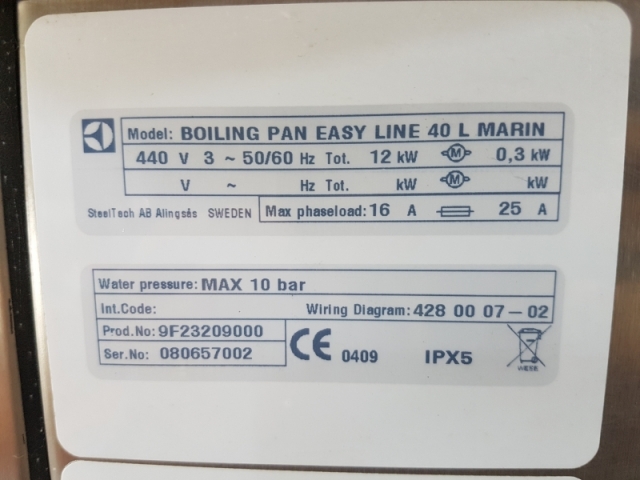 Model: BOILING PAN EASY LINE 40 L MARIN
440 V 3 ~ 50/60 Hz Tot. 12 kW M 0,3 kW
V ~ Hz Tot. kW M kW
SteelTech AB Alingsås SWEDEN Max phaseload: 16 A 25 A
Water pressure: MAX 10 bar
Int.Code: Wiring Diagram: 428 00 07-02
Prod.No: 9F23209000
Ser.No: 080657002 CE 0409 IPX5